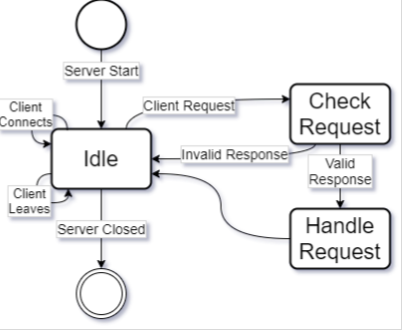 Server Start
Client
Connects
Client Request
Check
Request
Idle
Invalid Response
Valid
Response
Client
Leaves
Server Closed
Handle
Request